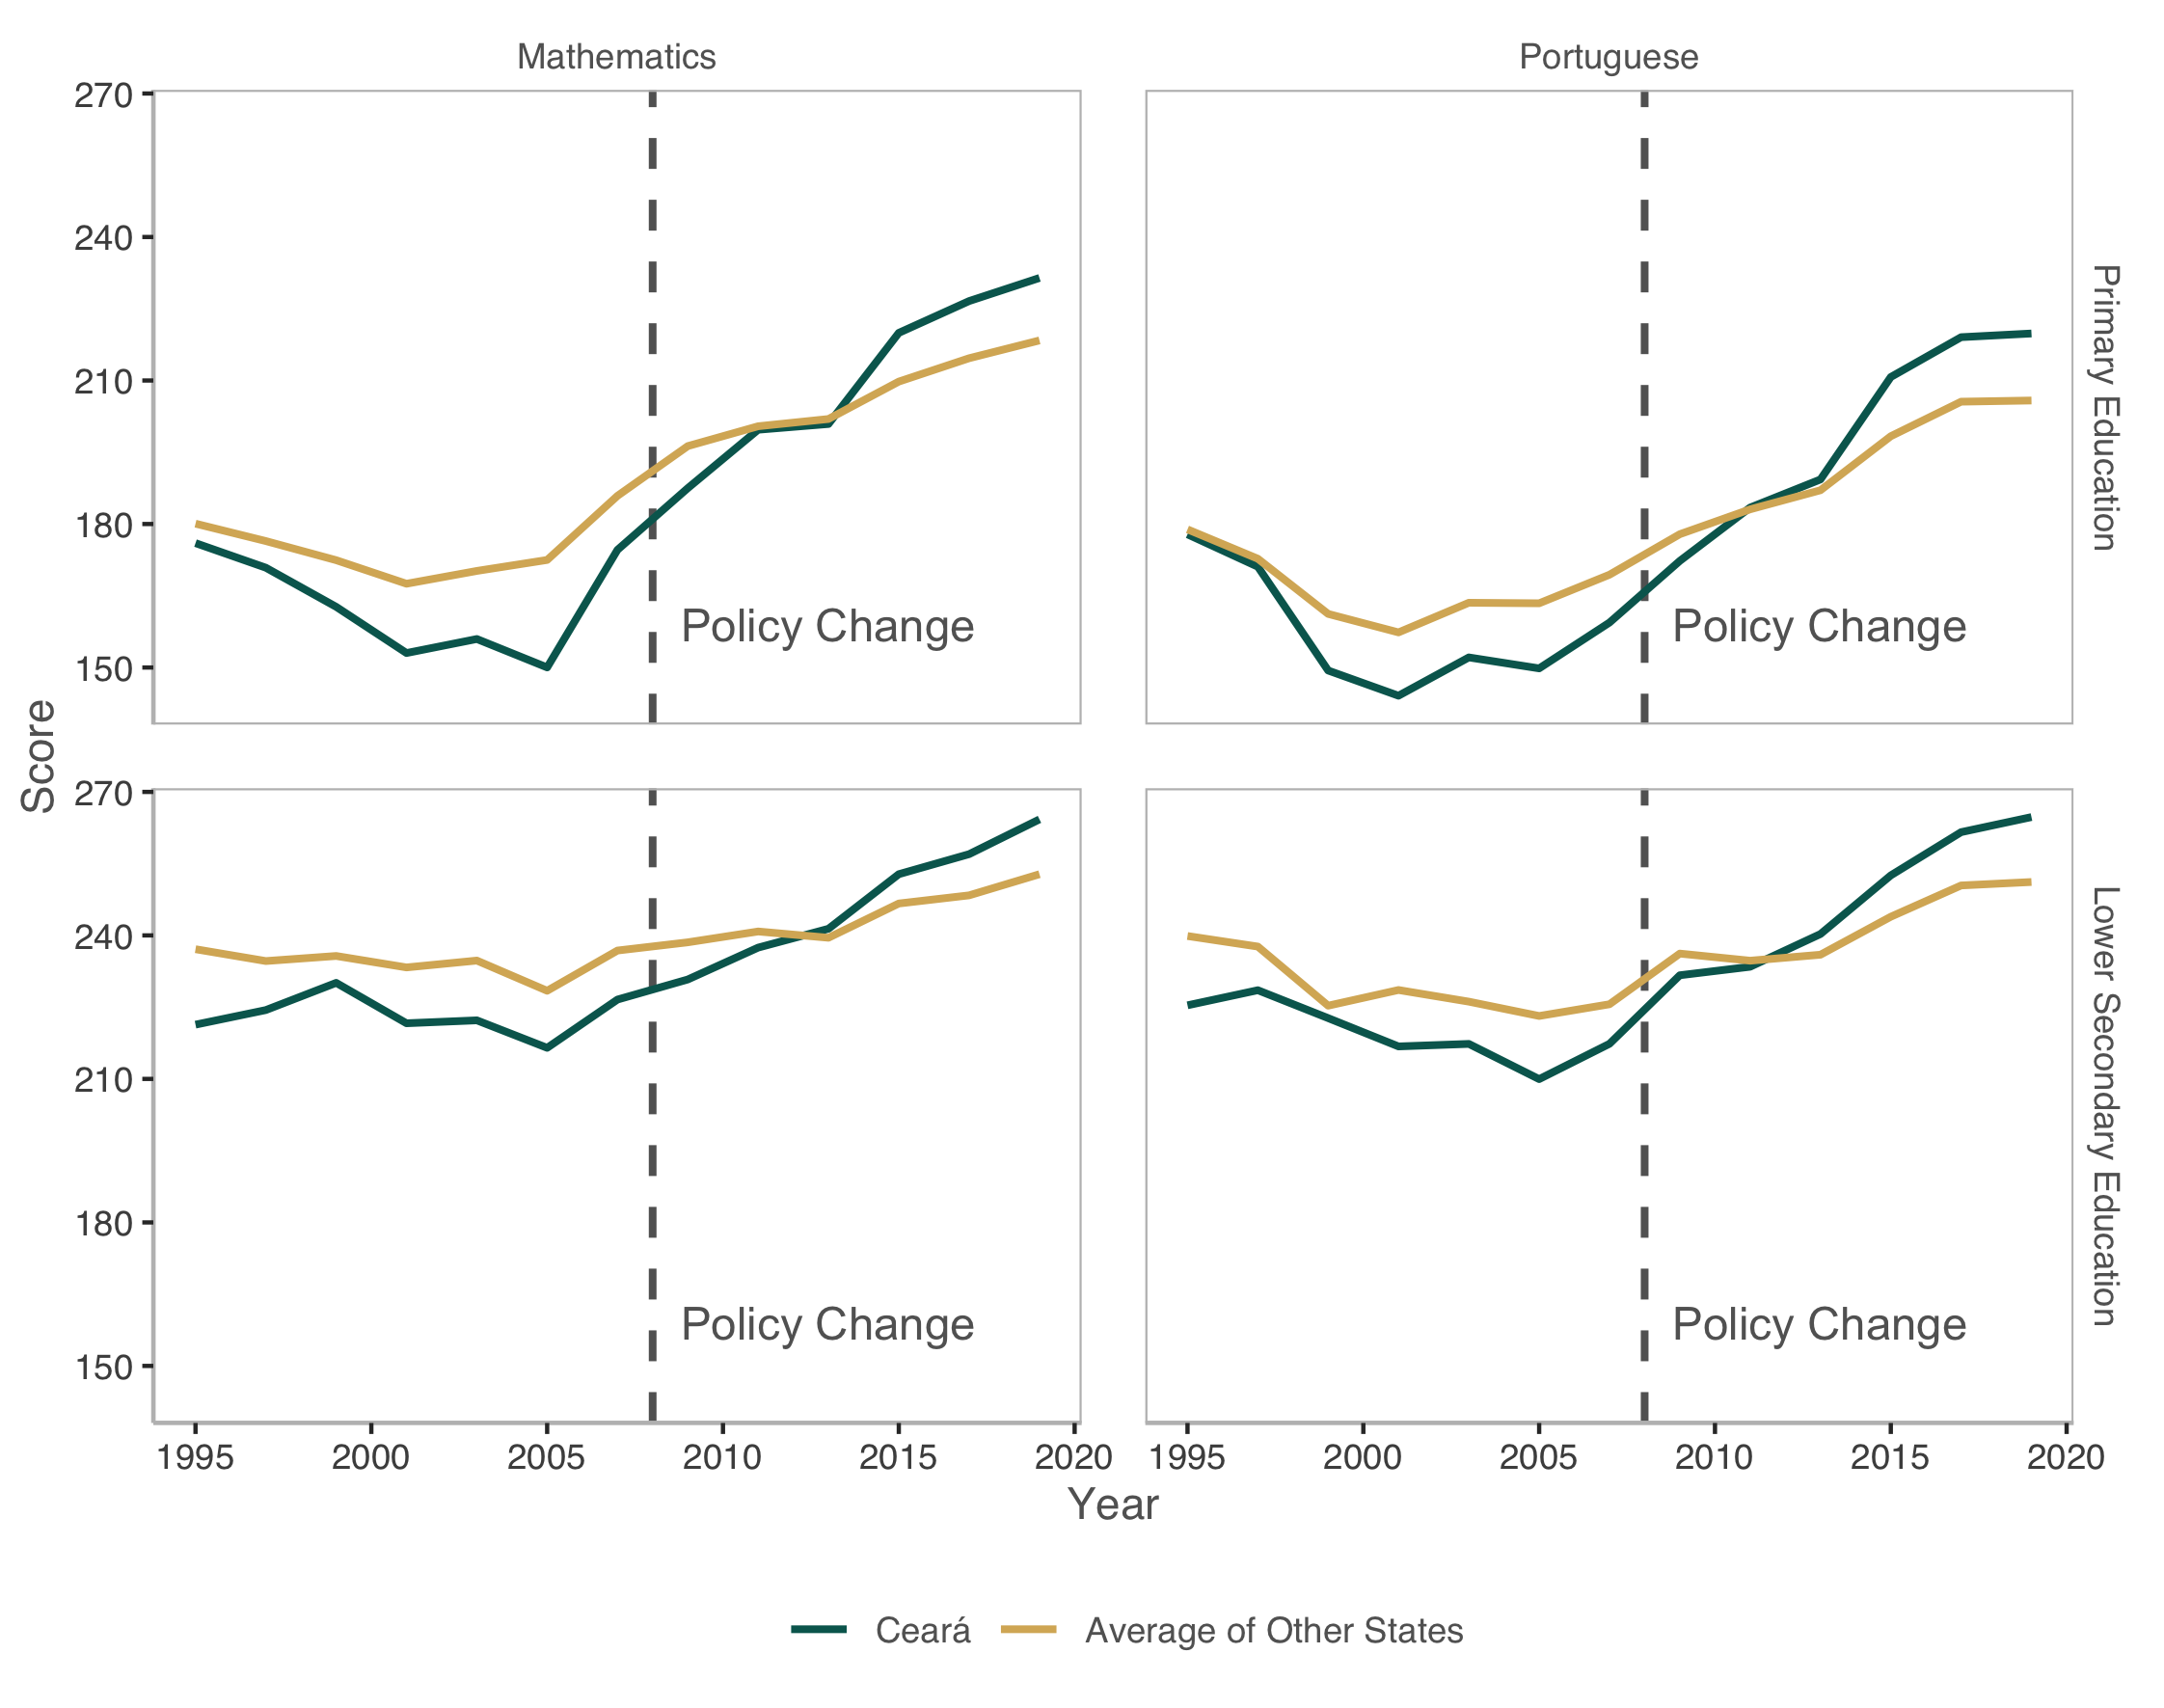 Mathematics
Portuguese
270
240
210
180
150
Policy Change
Policy Change
Primary Education
Score
270
240
210
180
150
Policy Change
Policy Change
Lower Secondary Education
1995 2000 2005 2010 2015 2020
1995 2000 2005 2010 2015 2020
Year
Ceará Average of Other States